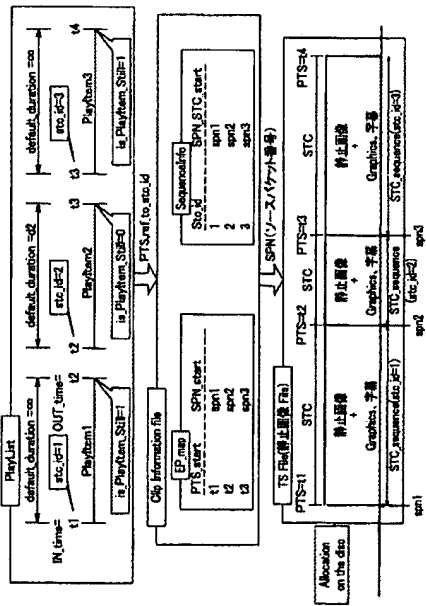 PlayList
default_duration =∞
default_duration =d2
default_duration =∞
IN_time=
stc_id=1
OUT_time=
stc_id=2
stc_id=3
t1
t2
t2
t3
t3
t4
PlayItem1
PlayItem2
PlayItem3
is_PlayItem_Still=1
is_PlayItem_Still=0
is_PlayItem_Still=1
PTS,ref_to_stc_id
Clip Information file
EP_map
PTS_start
SPN_start
t1
spn1
t2
spn2
t3
spn3
SequenceInfo
Stc_id
SPN_STC_start
1
spn1
2
spn2
3
spn3
SPN(ソースパケット番号)
TS File(静止画像 File)
PTS=t1
PTS=t2
PTS=t3
PTS=t4
STC
STC
STC
静止画像
+
Graphics、字幕
静止画像
+
Graphics、字幕
静止画像
+
Graphics、字幕
STC_sequence(stc_id=1)
STC_sequence
(stc_id=2)
STC_sequence(stc_id=3)
Allocation
on the disc
spn1
spn2
spn3